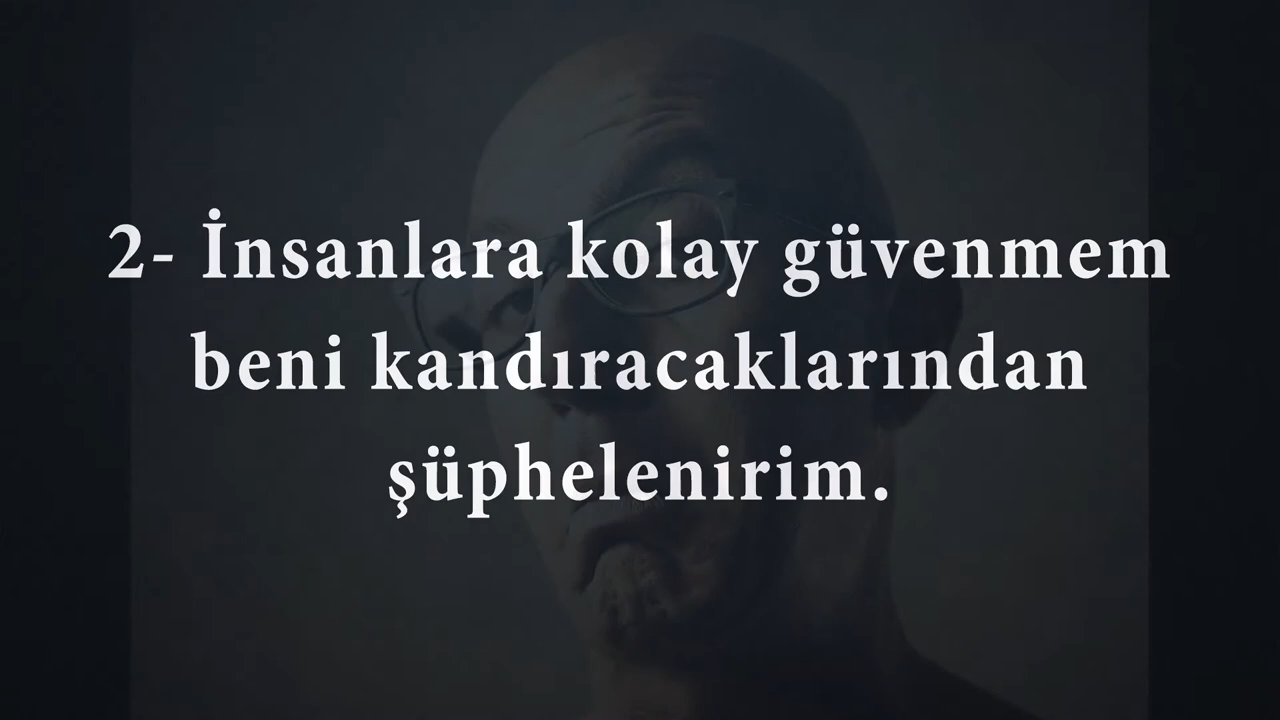 2- İnsanlara kolay güvenmem
beni kandıracaklarından
şüphelenirim.